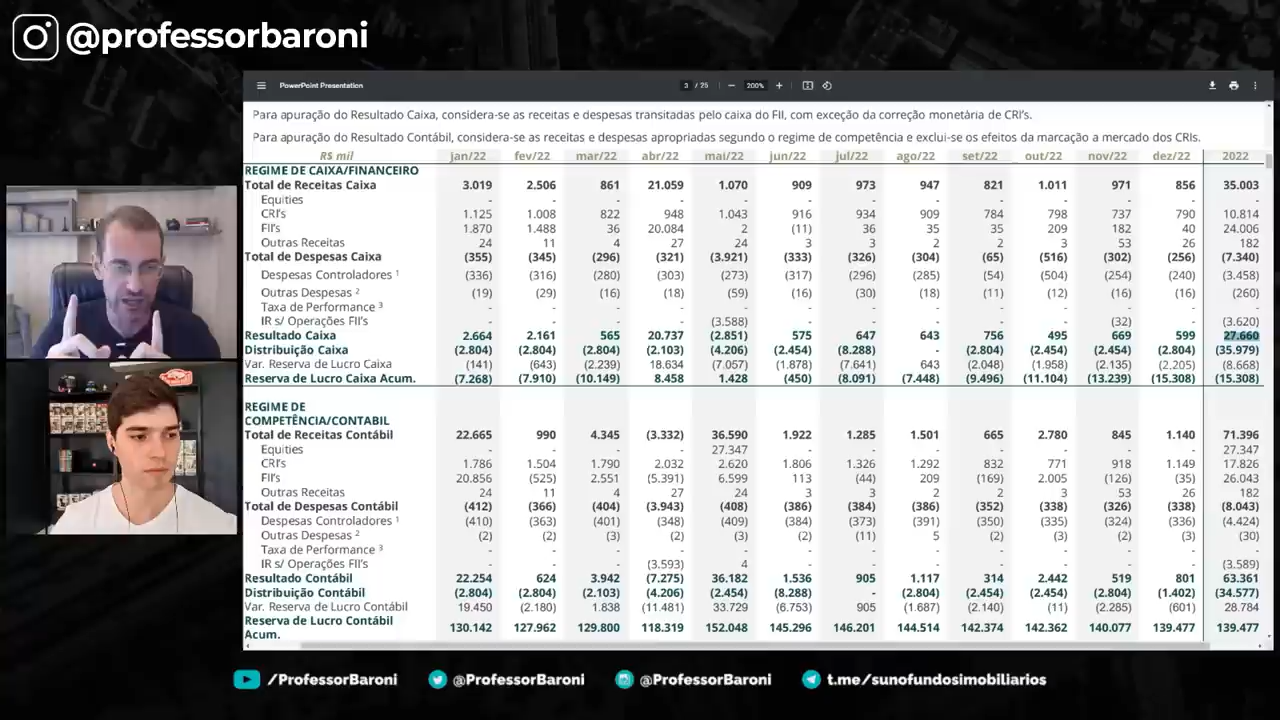 @professorbaroni
PowerPoint Presentation
3 / 25
200%
Para apuração do Resultado Caixa, considera-se as receitas e despesas transitadas pelo caixa do FII, com exceção da correção monetária de CRI's.
Para apuração do Resultado Contábil, considera-se as receitas e despesas apropriadas segundo o regime de competência e exclui-se os efeitos da marcação a mercado dos CRIs.
R$ mil jan/22 fev/22 mar/22 abr/22 mai/22 jun/22 jul/22 ago/22 set/22 out/22 nov/22 dez/22 2022
REGIME DE CAIXA/FINANCEIRO
Total de Receitas Caixa 3.019 2.506 861 21.059 1.070 909 973 947 821 1.011 971 856 35.003
Equities - - - - - - - - - - - - -
CRI's 1.125 1.008 822 948 1.043 916 934 909 784 798 737 790 10.814
FII's 1.870 1.488 36 20.084 2 (11) 36 35 35 209 182 40 24.006
Outras Receitas 24 11 4 27 24 3 3 2 2 3 53 26 182
Total de Despesas Caixa (355) (345) (296) (321) (3.921) (333) (326) (304) (65) (516) (302) (256) (7.340)
Despesas Controladores 1 (336) (316) (280) (303) (273) (317) (296) (285) (54) (504) (254) (240) (3.458)
Outras Despesas 2 (19) (29) (16) (18) (59) (16) (30) (18) (11) (12) (16) (16) (260)
Taxa de Performance 3 - - - - - - - - - - - - -
IR s/ Operações FII's - - - - (3.588) - - - - - (32) - (3.620)
Resultado Caixa 2.664 2.161 565 20.737 (2.851) 575 647 643 756 495 669 599 27.660
Distribuição Caixa (2.804) (2.804) (2.804) (2.103) (4.206) (2.454) (8.288) - (2.804) (2.454) (2.454) (2.804) (35.979)
Var. Reserva de Lucro Caixa (141) (643) (2.239) 18.634 (7.057) (1.878) (7.641) 643 (2.048) (1.958) (2.135) (2.205) (8.668)
Reserva de Lucro Caixa Acum. (7.268) (7.910) (10.149) 8.458 1.428 (450) (8.091) (7.448) (9.496) (11.104) (13.239) (15.308) (15.308)
REGIME DE
COMPETÊNCIA/CONTABIL
Total de Receitas Contábil 22.665 990 4.345 (3.332) 36.590 1.922 1.285 1.501 665 2.780 845 1.140 71.396
Equities - - - - 27.347 - - - - - - - 27.347
CRI's 1.786 1.504 1.790 2.032 2.620 1.806 1.326 1.292 832 771 918 1.149 17.826
FII's 20.856 (525) 2.551 (5.391) 6.599 113 (44) 209 (169) 2.005 (126) (35) 26.043
Outras Receitas 24 11 4 27 24 3 3 2 2 3 53 26 182
Total de Despesas Contábil (412) (366) (404) (3.943) (408) (386) (384) (386) (352) (338) (326) (338) (8.043)
Despesas Controladores 1 (410) (363) (401) (348) (409) (384) (373) (391) (350) (335) (324) (336) (4.424)
Outras Despesas 2 (2) (2) (3) (2) (3) (2) (11) 5 (2) (3) (2) (3) (30)
Taxa de Performance 3 - - - - - - - - - - - - -
IR s/ Operações FII's - - - (3.593) 4 - - - - - - - (3.589)
Resultado Contábil 22.254 624 3.942 (7.275) 36.182 1.536 905 1.117 314 2.442 519 801 63.361
Distribuição Contábil (2.804) (2.804) (2.103) (4.206) (2.454) (8.288) - (2.804) (2.454) (2.454) (2.804) (1.402) (34.577)
Var. Reserva de Lucro Contábil 19.450 (2.180) 1.838 (11.481) 33.729 (6.753) 905 (1.687) (2.140) (11) (2.285) (601) 28.784
Reserva de Lucro Contábil
Acum. 130.142 127.962 129.800 118.319 152.048 145.296 146.201 144.514 142.374 142.362 140.077 139.477 139.477
/ProfessorBaroni @ProfessorBaroni @ProfessorBaroni t.me/sunofundosimobiliarios